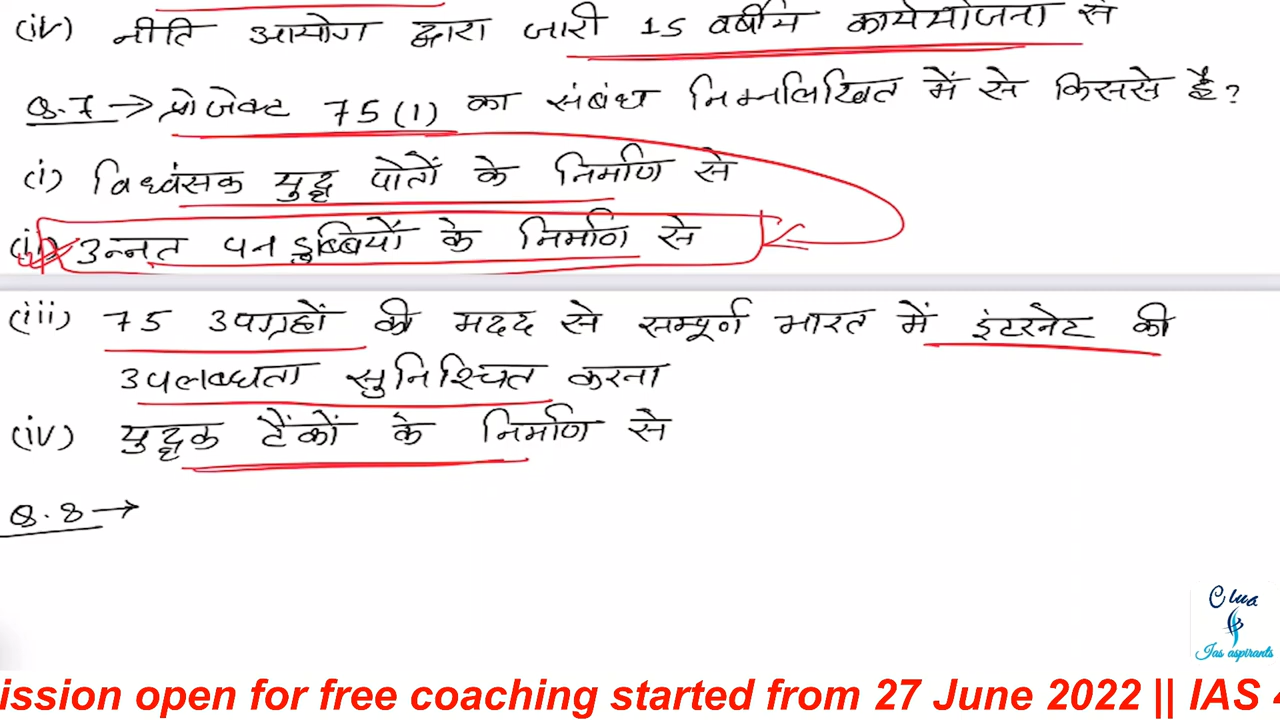 (iv) नीति आयोग द्वारा जारी 15 वर्षीय कार्ययोजना से
Q.7 → प्रोजेक्ट 75(1) का संबंध निम्नलिखित में से किससे है?
(i) विध्वंसक युद्ध पोतों के निर्माण से
(ii) उन्नत पनडुब्बियों के निर्माण से
(iii) 75 उपग्रहों की मदद से सम्पूर्ण भारत में इंटरनेट की
उपलब्धता सुनिश्चित करना
(iv) युद्धक टैंकों के निर्माण से
Q.8 →
Clua
Ias aspirants
ission open for free coaching started from 27 June 2022 || IAS